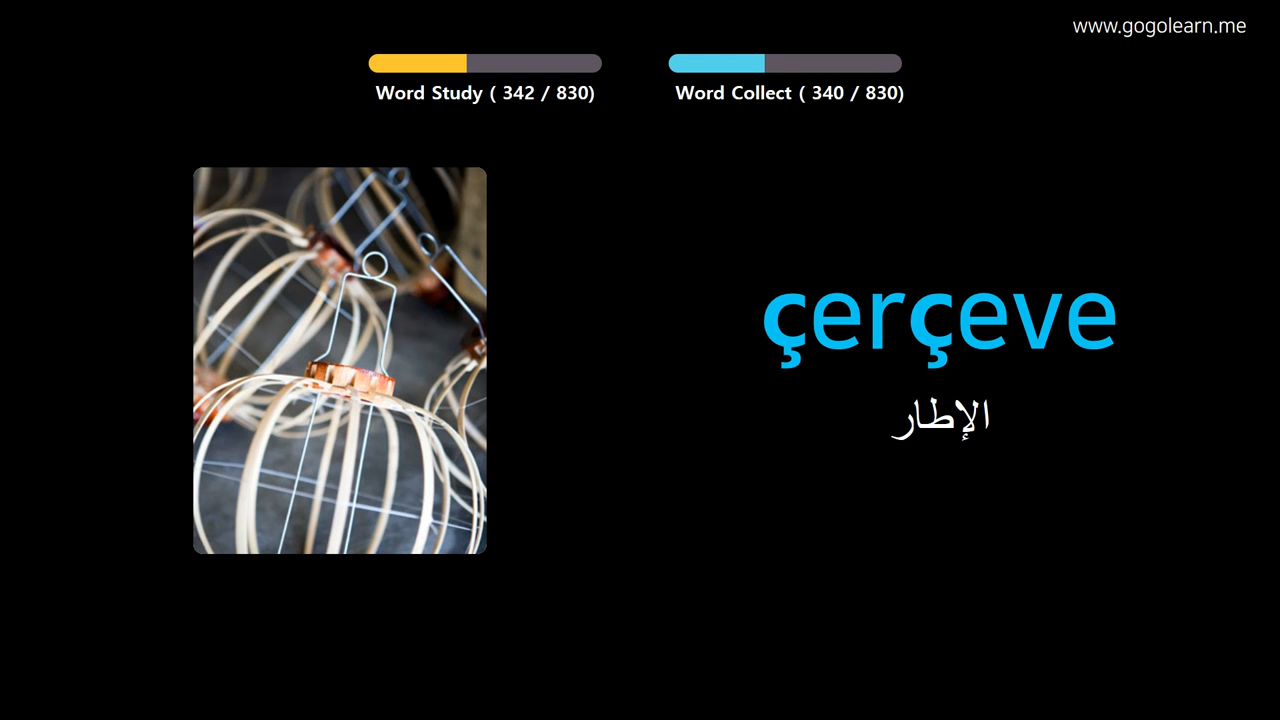 www.gogolearn.me
Word Study ( 342 / 830)
Word Collect ( 340 / 830)
çerçeve
الإطار